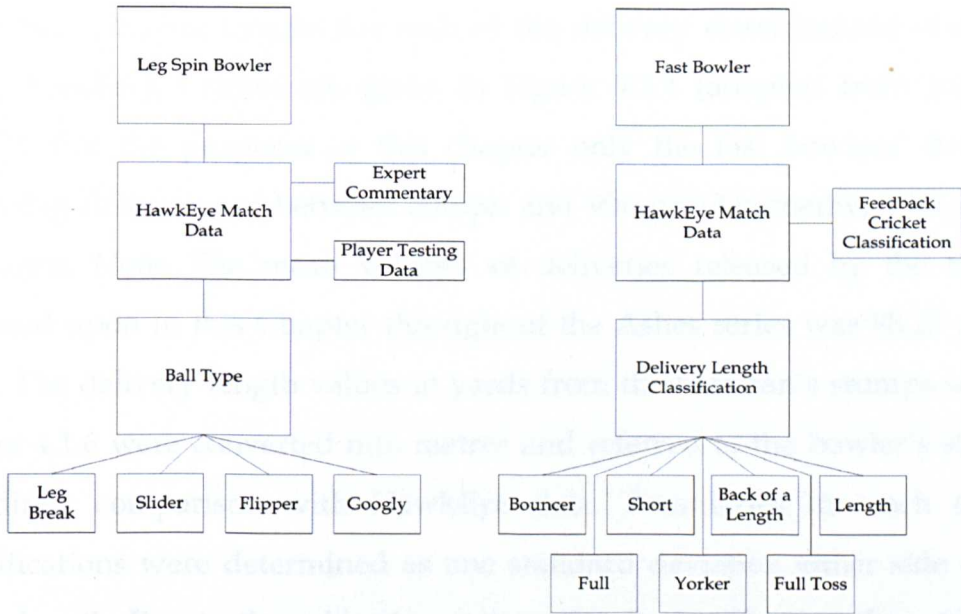 Leg Spin Bowler
HawkEye Match
Data
Expert
Commentary
Player Testing
Data
Ball Type
Leg
Break
Slider
Flipper
Googly
Fast Bowler
HawkEye Match
Data
Feedback
Cricket
Classification
Delivery Length
Classification
Bouncer
Short
Back of a
Length
Length
Full
Yorker
Full Toss